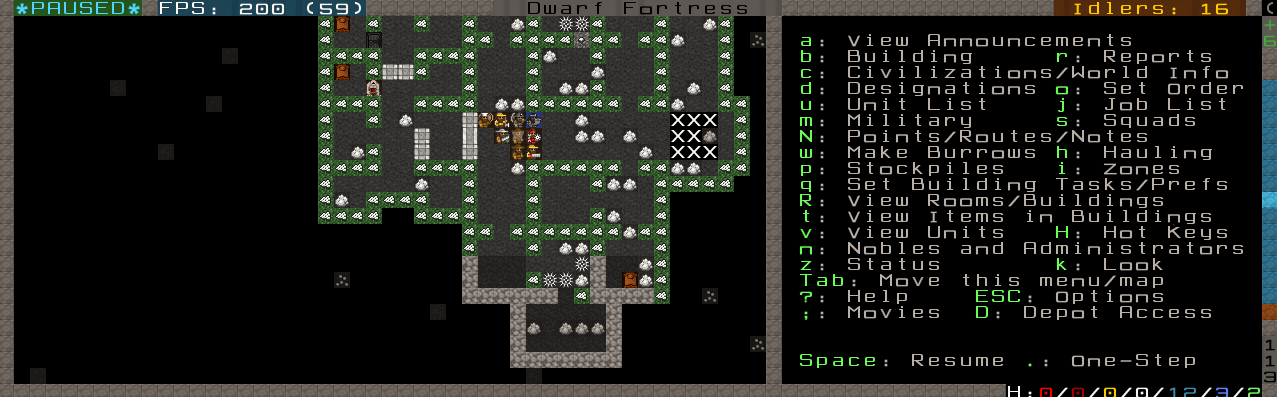 *PAUSED* FPS: 200 (59) Dwarf Fortress Idlers: 16
a: View Announcements
b: Building r: Reports
c: Civilizations/World Info
d: Designations o: Set Order
u: Unit List j: Job List
m: Military s: Squads
N: Points/Routes/Notes
w: Make Burrows h: Hauling
p: Stockpiles i: Zones
q: Set Building Tasks/Prefs
R: View Rooms/Buildings
t: View Items in Buildings
v: View Units H: Hot Keys
n: Nobles and Administrators
z: Status k: Look
Tab: Move this menu/map
?: Help ESC: Options
;: Movies D: Depot Access
Space: Resume .: One-Step
H:0/0/0/0/12/3/2